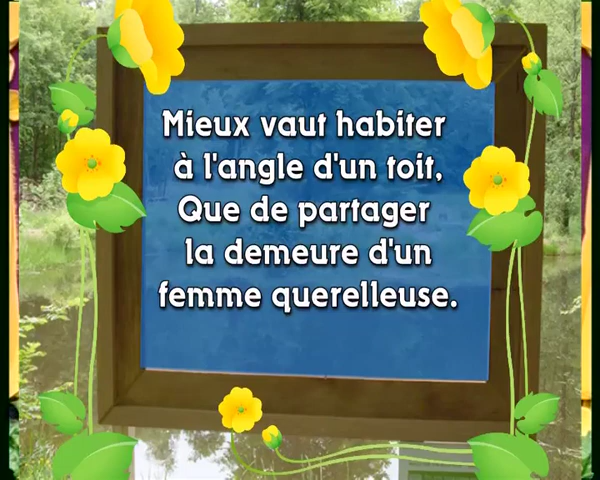 Mieux vaut habiter
à l'angle d'un toit,
Que de partager
la demeure d'un
femme querelleuse.